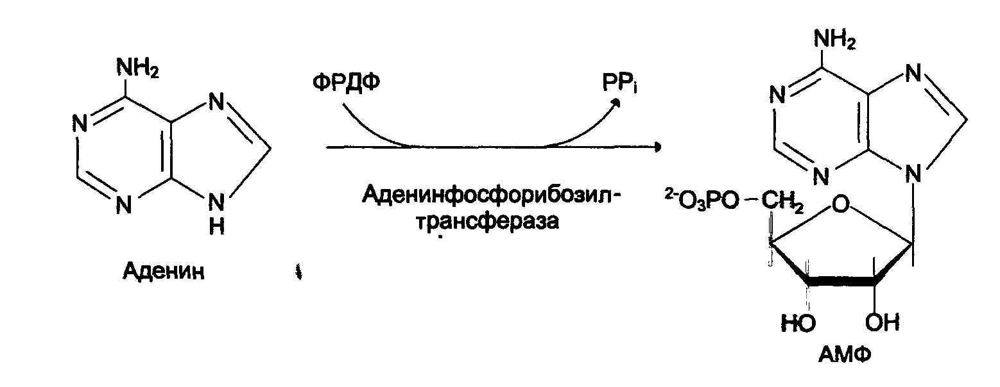 NH₂
N
N
N
N
H
Аденин
ФРДФ
PPᵢ
Аденинфосфорибозил-
трансфераза
NH₂
N
N
N
N
²⁻O₃PO–CH₂
O
HO
OH
АМФ